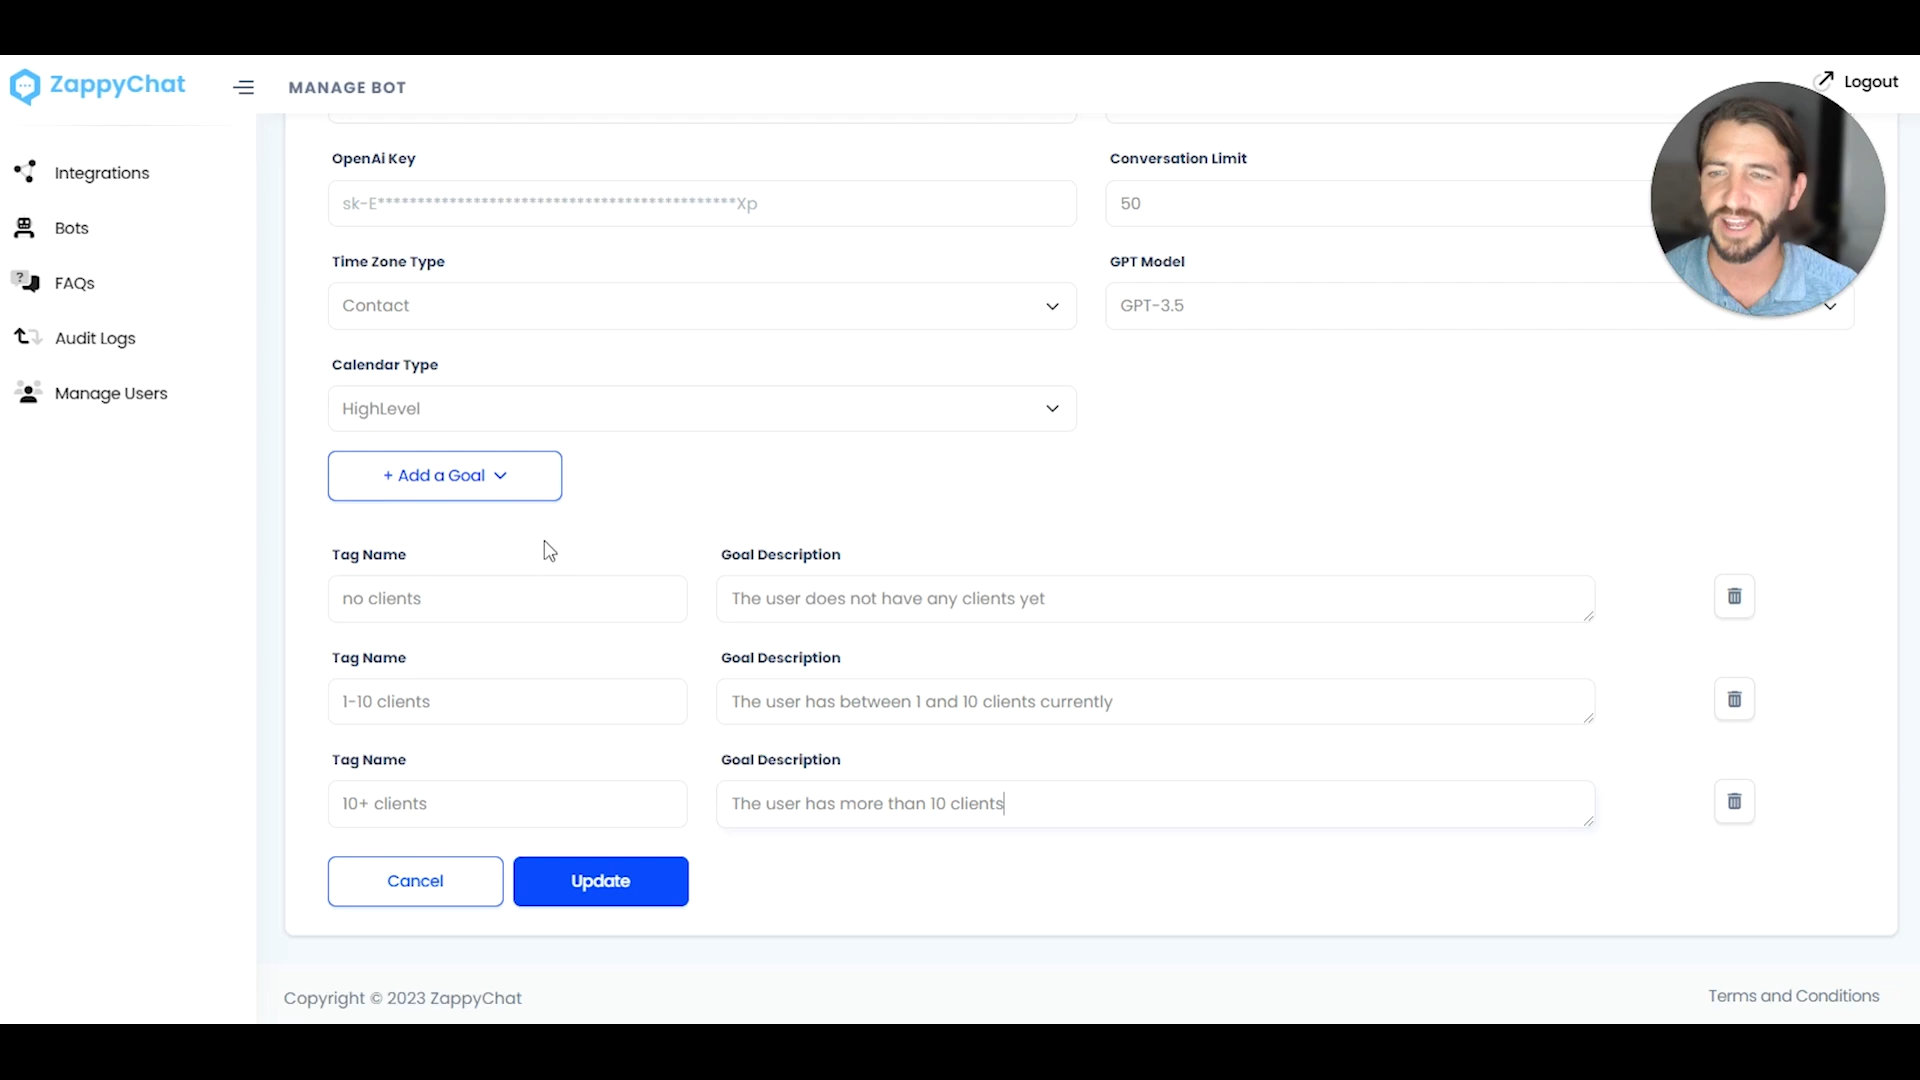 ZappyChat
MANAGE BOT
Logout
Integrations
Bots
FAQs
Audit Logs
Manage Users
OpenAi Key
Conversation Limit
sk-E*********************************************Xp
50
Time Zone Type
GPT Model
Contact
GPT-3.5
Calendar Type
HighLevel
+ Add a Goal
Tag Name
Goal Description
no clients
The user does not have any clients yet
Tag Name
Goal Description
1-10 clients
The user has between 1 and 10 clients currently
Tag Name
Goal Description
10+ clients
The user has more than 10 clients
Cancel
Update
Copyright © 2023 ZappyChat
Terms and Conditions